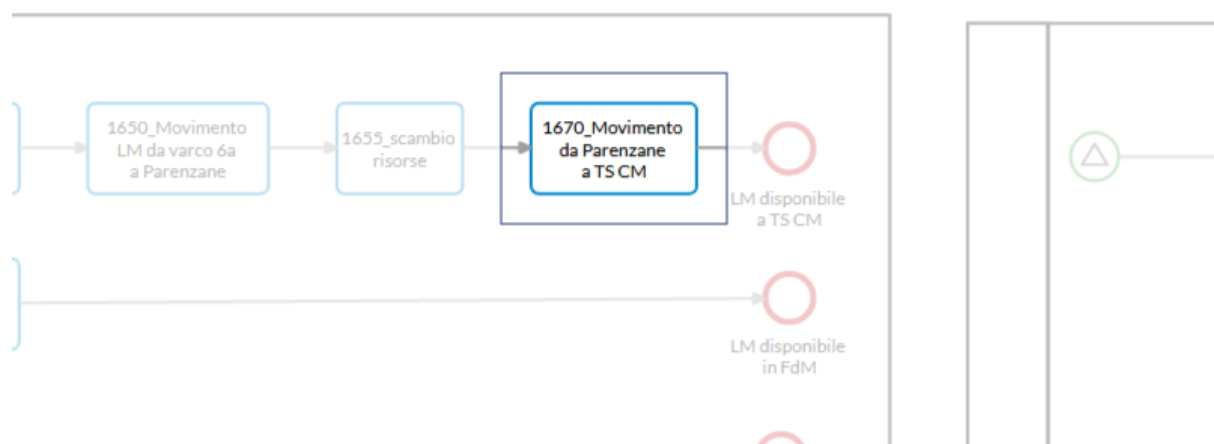 1650_Movimento
LM da varco 6a
a Parenzane
1655_scambio
risorse
1670_Movimento
da Parenzane
a TS CM
LM disponibile
a TS CM
LM disponibile
in FdM